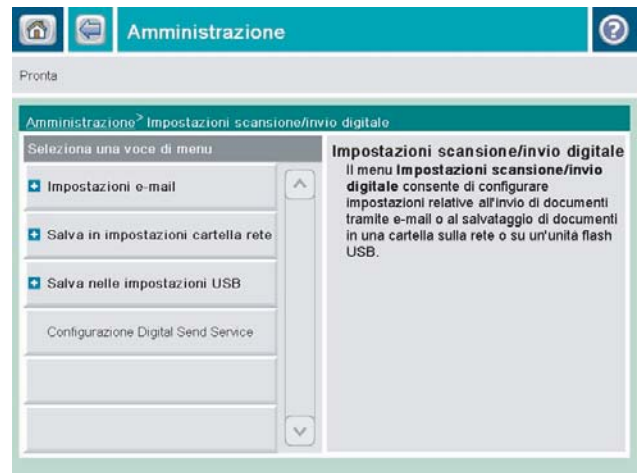 Amministrazione
?
Pronta
Amministrazione> Impostazioni scansione/invio digitale
Seleziona una voce di menu
Impostazioni e-mail
Salva in impostazioni cartella rete
Salva nelle impostazioni USB
Configurazione Digital Send Service
Impostazioni scansione/invio digitale
Il menu Impostazioni scansione/invio
digitale consente di configurare
impostazioni relative all'invio di documenti
tramite e-mail o al salvataggio di documenti
in una cartella sulla rete o su un'unità flash
USB.